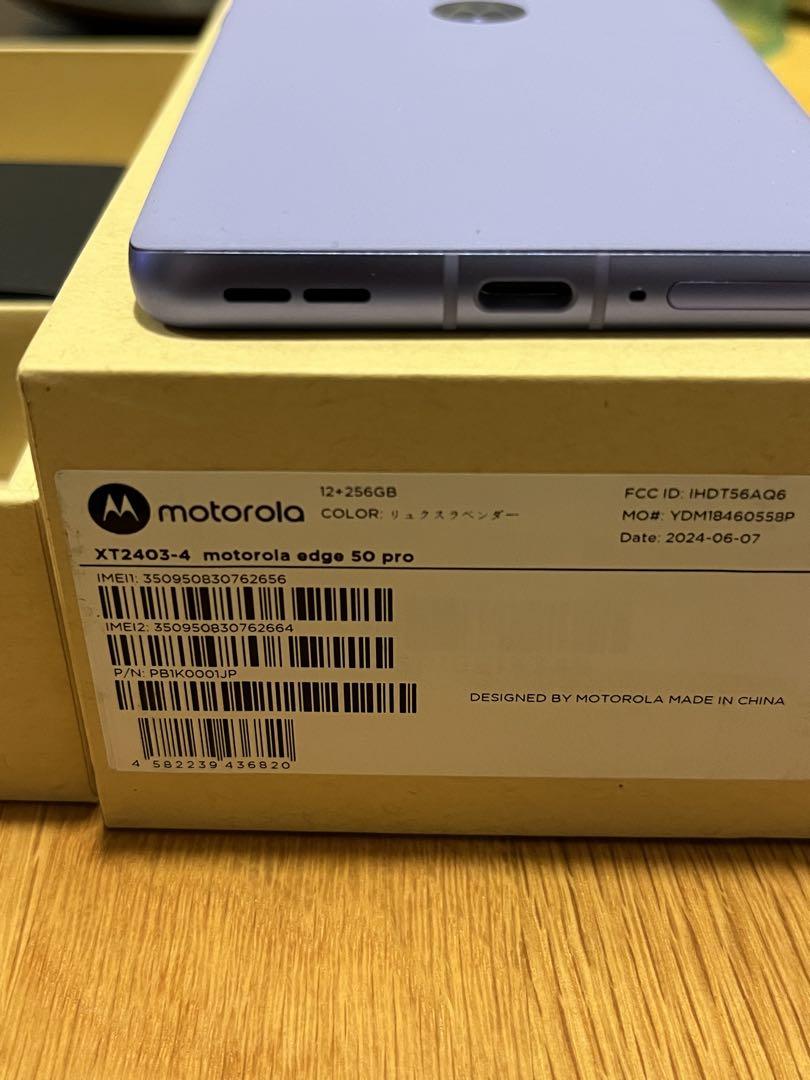 motorola
12+256GB
COLOR: リュクスラベンダー
FCC ID: IHDT56AQ6
MO#: YDM18460558P
Date: 2024-06-07
XT2403-4 motorola edge 50 pro
IMEI1: 350950830762656
IMEI2: 350950830762664
P/N: PB1K0001JP
DESIGNED BY MOTOROLA MADE IN CHINA
4 582239 436820